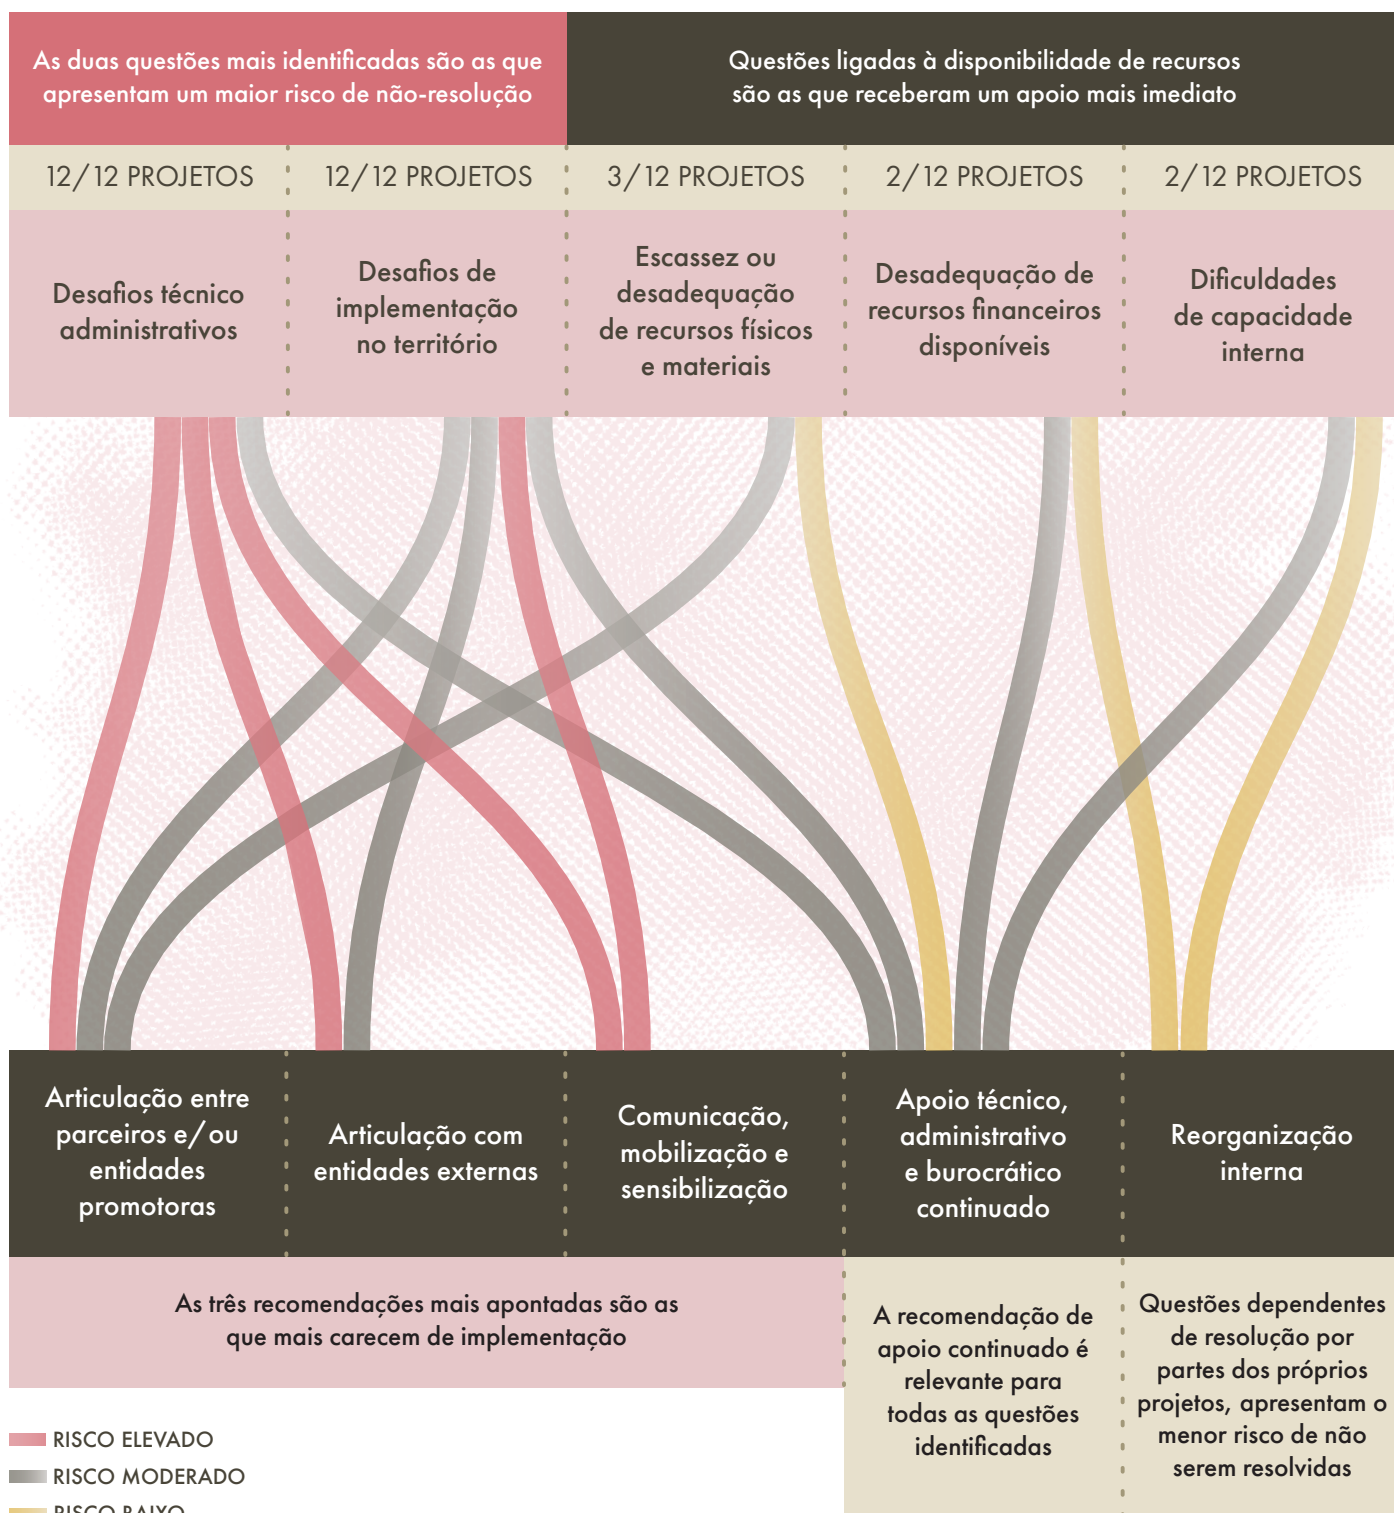 As duas questões mais identificadas são as que
apresentam um maior risco de não-resolução
Questões ligadas à disponibilidade de recursos
são as que receberam um apoio mais imediato
12/12 PROJETOS
12/12 PROJETOS
3/12 PROJETOS
2/12 PROJETOS
2/12 PROJETOS
Desafios técnico
administrativos
Desafios de
implementação
no território
Escassez ou
desadequação
de recursos físicos
e materiais
Desadequação de
recursos financeiros
disponíveis
Dificuldades
de capacidade
interna
Articulação entre
parceiros e/ou
entidades
promotoras
Articulação com
entidades externas
Comunicação,
mobilização e
sensibilização
Apoio técnico,
administrativo
e burocrático
continuado
Reorganização
interna
As três recomendações mais apontadas são as
que mais carecem de implementação
A recomendação de
apoio continuado é
relevante para
todas as questões
identificadas
Questões dependentes
de resolução por
partes dos próprios
projetos, apresentam o
menor risco de não
serem resolvidas
RISCO ELEVADO
RISCO MODERADO
RISCO BAIXO